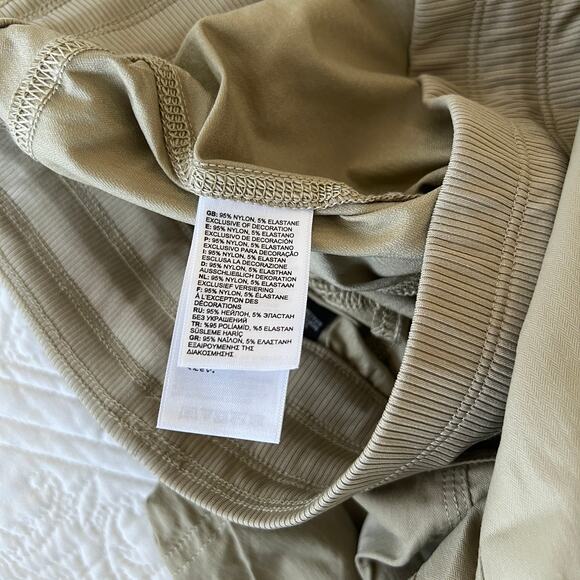 GB: 95% NYLON, 5% ELASTANE
EXCLUSIVE OF DECORATION
E: 95% NYLON, 5% ELASTANO
EXCLUSIVO DE DECORACIÓN
P: 95% NYLON, 5% ELASTANO
EXCLUSIVO PARA DECORAÇÃO
I: 95% NYLON, 5% ELASTAN
ESCLUSA LA DECORAZIONE
D: 95% NYLON, 5% ELASTHAN
AUSSCHLIESLICH DEKORATION
NL: 95% NYLON, 5% ELASTAAN
EXCLUSIEF VERSIERING
F: 95% NYLON, 5% ELASTANE
À L'EXCEPTION DES
DÉCORATIONS
RU: 95% НЕЙЛОН, 5% ЭЛАСТАН
БЕЗ УКРАШЕНИЙ
TR: %95 POLİAMİD, %5 ELASTAN
SÜSLEME HARİÇ
GR: 95% ΝΑΪΛΟΝ, 5% ΕΛΑΣΤΑΝΗ
ΕΞΑΙΡΟΥΜΕΝΗΣ ΤΗΣ
ΔΙΑΚΟΣΜΗΣΗΣ